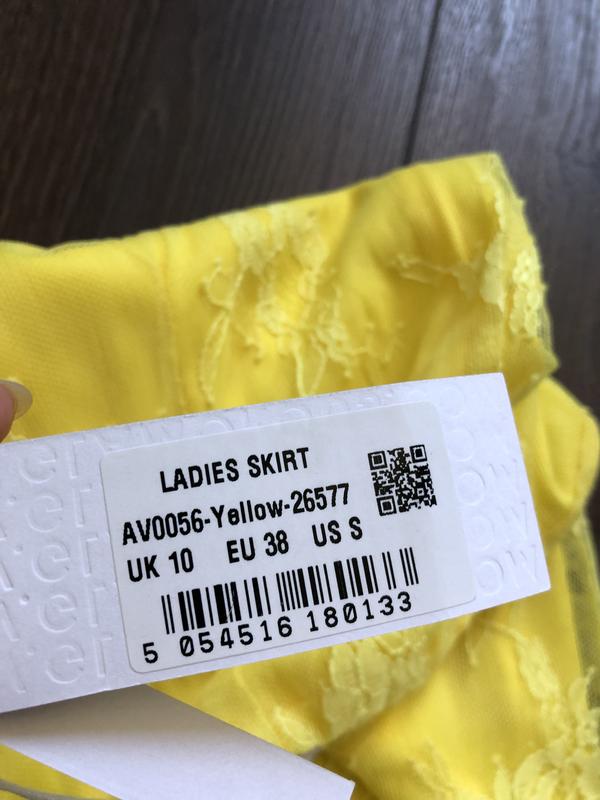 LADIES SKIRT
AV0056-Yellow-26577
UK 10 EU 38 US S
5 054516 180133